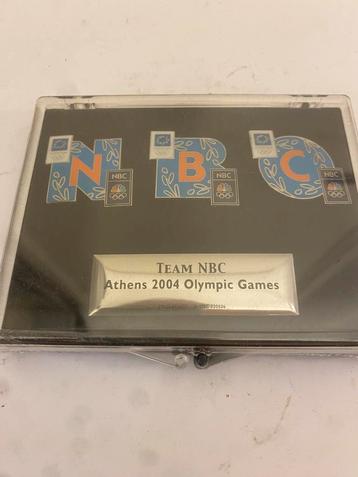 N B C
NBC NBC NBC
TEAM NBC
Athens 2004 Olympic Games